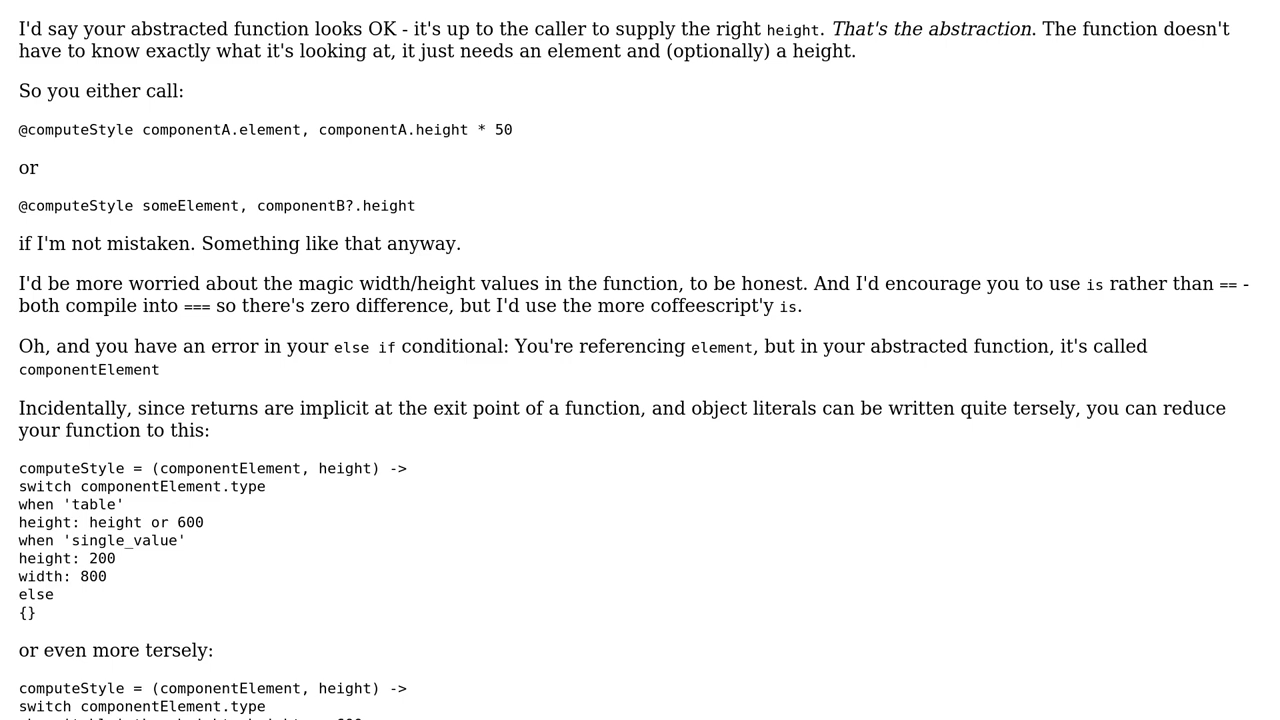 I'd say your abstracted function looks OK - it's up to the caller to supply the right height. That's the abstraction. The function doesn't
have to know exactly what it's looking at, it just needs an element and (optionally) a height.
So you either call:
@computeStyle componentA.element, componentA.height * 50
or
@computeStyle someElement, componentB?.height
if I'm not mistaken. Something like that anyway.
I'd be more worried about the magic width/height values in the function, to be honest. And I'd encourage you to use is rather than == -
both compile into === so there's zero difference, but I'd use the more coffeescript'y is.
Oh, and you have an error in your else if conditional: You're referencing element, but in your abstracted function, it's called
componentElement
Incidentally, since returns are implicit at the exit point of a function, and object literals can be written quite tersely, you can reduce
your function to this:
computeStyle = (componentElement, height) ->
switch componentElement.type
when 'table'
height: height or 600
when 'single_value'
height: 200
width: 800
else
{}
or even more tersely:
computeStyle = (componentElement, height) ->
switch componentElement.type